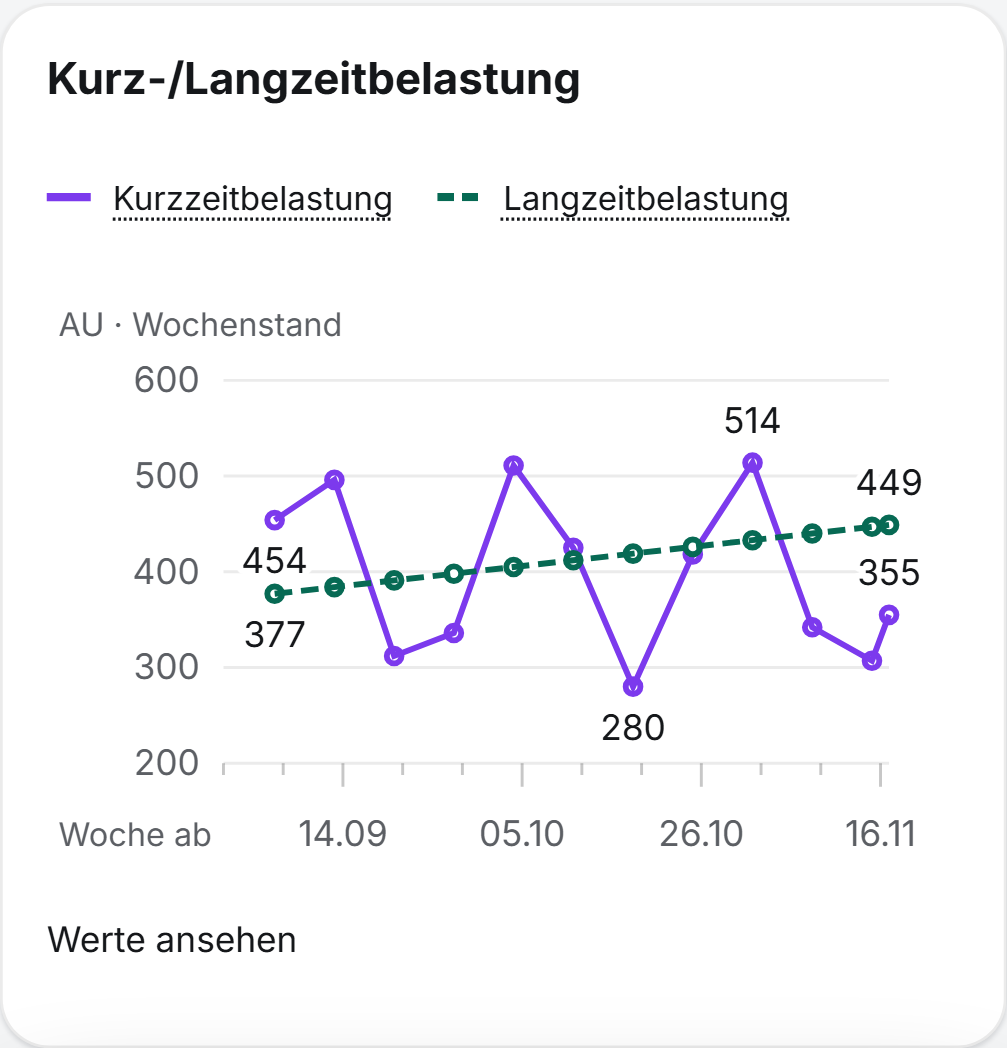 Kurz-/Langzeitbelastung
Kurzzeitbelastung Langzeitbelastung
AU · Wochenstand
600
514
500
449
454
400
355
377
300
280
200
Woche ab 14.09 05.10 26.10 16.11
Werte ansehen